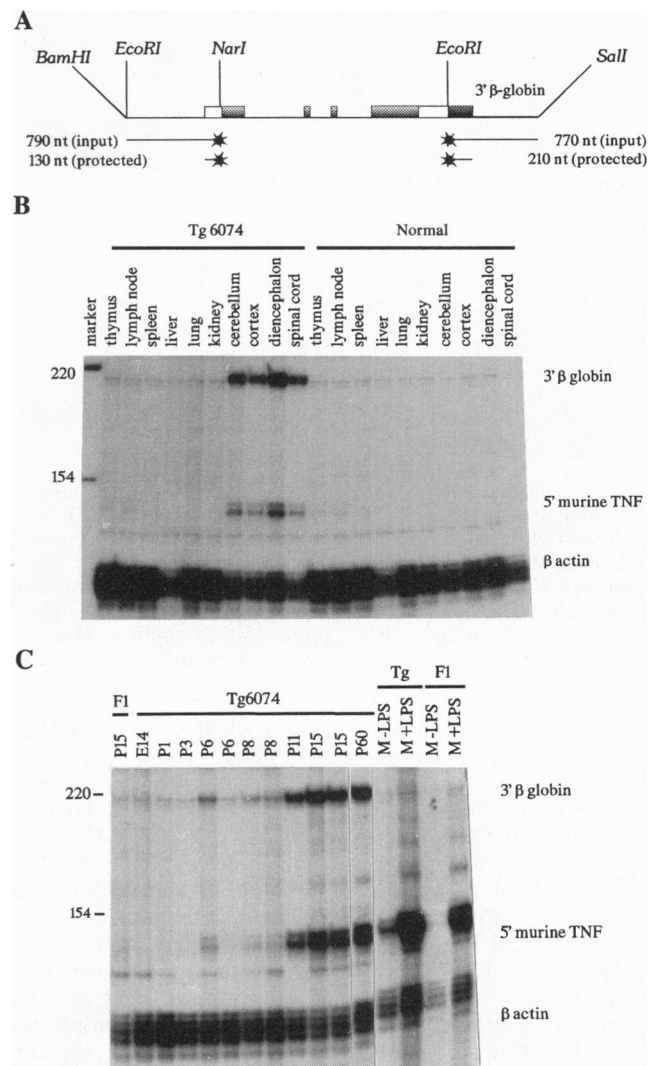 A
BamHI EcoRI NarI EcoRI SalI
3' β-globin
790 nt (input) 770 nt (input)
130 nt (protected) 210 nt (protected)
B
Tg 6074 Normal
marker thymus lymph node spleen liver lung kidney cerebellum cortex diencephalon spinal cord thymus lymph node spleen liver lung kidney cerebellum cortex diencephalon spinal cord
220 3' β globin
154
5' murine TNF
β actin
C
Tg F1
F1 Tg6074
P15 E14 P1 P3 P6 P6 P8 P8 P11 P15 P15 P60 M -LPS M +LPS M -LPS M +LPS
220 3' β globin
154
5' murine TNF
β actin